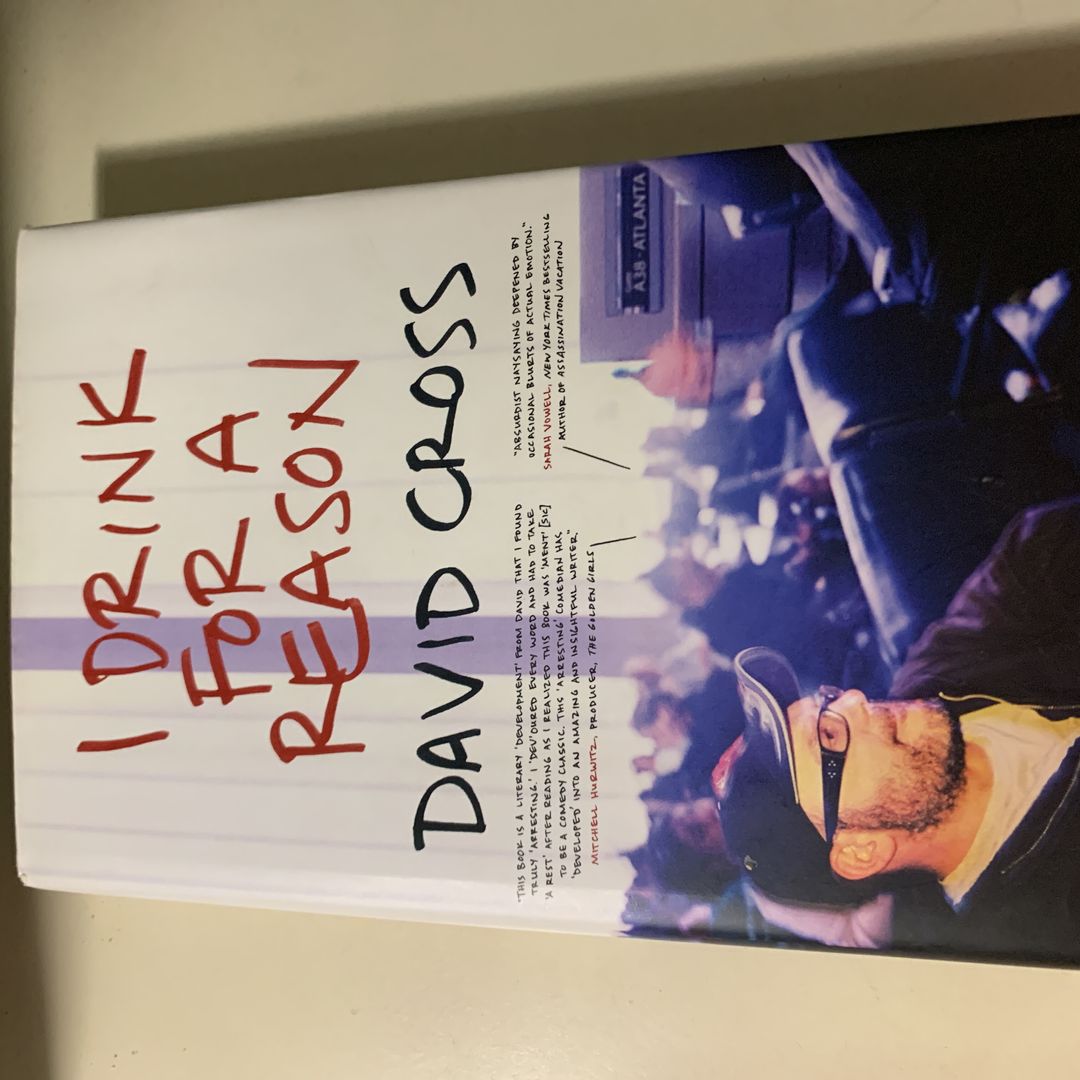 I DRINK
FOR A
REASON
DAVID CROSS
"THIS BOOK IS A LITERARY 'DEVELOPMENT' FROM DAVID THAT I FOUND
TRULY 'ARRESTING.' I 'DEV'OURED EVERY WORD AND HAD TO TAKE
'A REST' AFTER READING AS I REALIZED THIS BOOK WAS 'MENT' [SIC]
TO BE A COMEDY CLASSIC. THIS 'ARRESTING' COMEDIAN HAS
'DEVELOPED' INTO AN AMAZING AND INSIGHTFUL WRITER"
MITCHELL HURWITZ, PRODUCER, THE GOLDEN GIRLS
"ABSURDIST NAYSAYING DEEPENED BY
OCCASIONAL BLURTS OF ACTUAL EMOTION."
SARAH VOWELL, NEW YORK TIMES BESTSELLING
AUTHOR OF ASSASSINATION VACATION
A38-ATLANTA